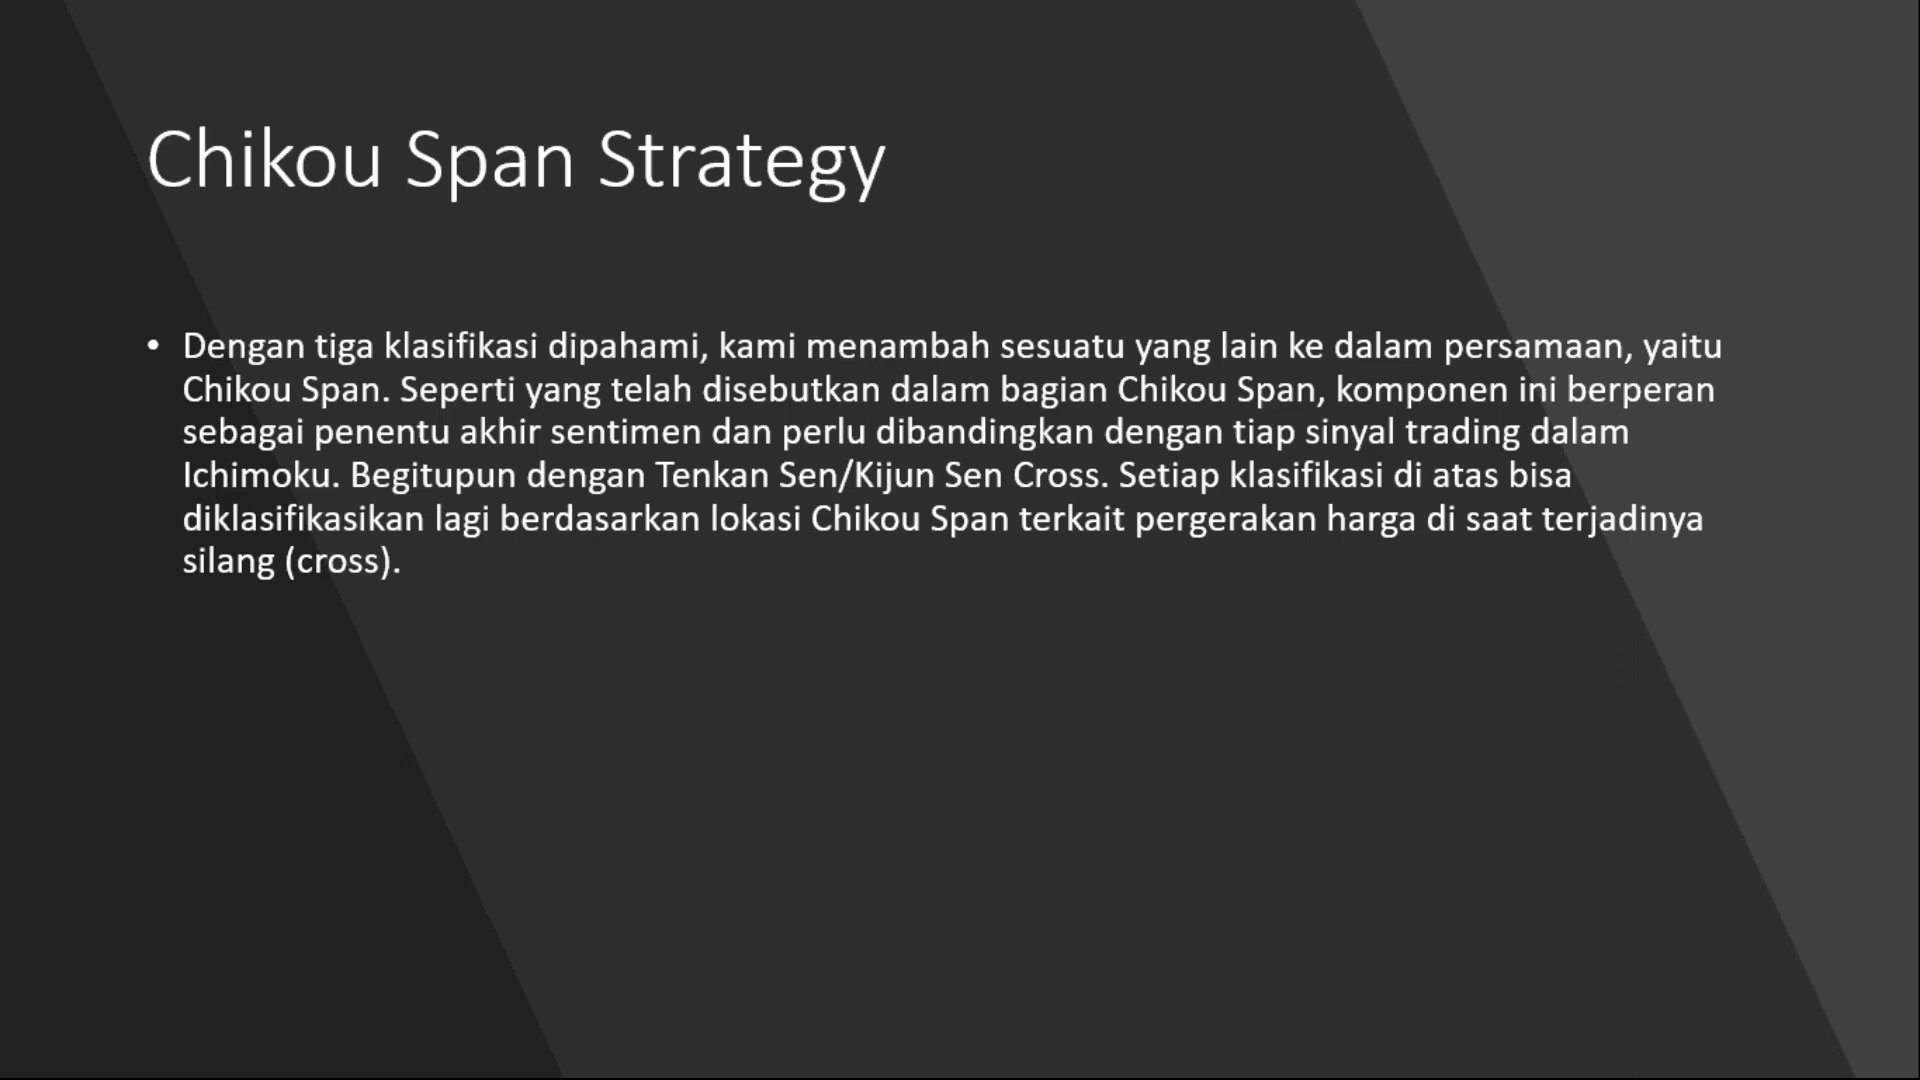 Chikou Span Strategy
• Dengan tiga klasifikasi dipahami, kami menambah sesuatu yang lain ke dalam persamaan, yaitu
Chikou Span. Seperti yang telah disebutkan dalam bagian Chikou Span, komponen ini berperan
sebagai penentu akhir sentimen dan perlu dibandingkan dengan tiap sinyal trading dalam
Ichimoku. Begitupun dengan Tenkan Sen/Kijun Sen Cross. Setiap klasifikasi di atas bisa
diklasifikasikan lagi berdasarkan lokasi Chikou Span terkait pergerakan harga di saat terjadinya
silang (cross).